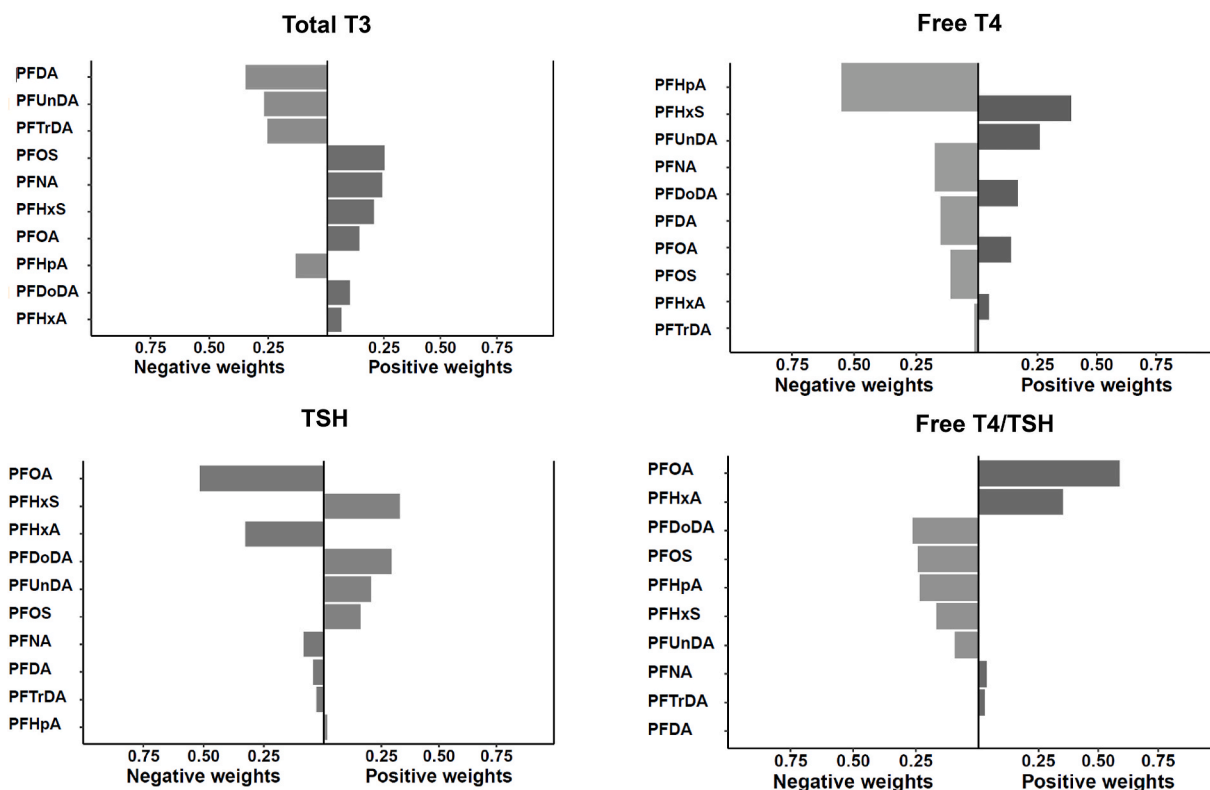 Total T3
PFDA
PFUnDA
PFTrDA
PFOS
PFNA
PFHxS
PFOA
PFHpA
PFDoDA
PFHxA
0.75 0.50 0.25 0.25 0.50 0.75
Negative weights Positive weights
Free T4
PFHpA
PFHxS
PFUnDA
PFNA
PFDoDA
PFDA
PFOA
PFOS
PFHxA
PFTrDA
0.75 0.50 0.25 0.25 0.50 0.75
Negative weights Positive weights
TSH
PFOA
PFHxS
PFHxA
PFDoDA
PFUnDA
PFOS
PFNA
PFDA
PFTrDA
PFHpA
0.75 0.50 0.25 0.25 0.50 0.75
Negative weights Positive weights
Free T4/TSH
PFOA
PFHxA
PFDoDA
PFOS
PFHpA
PFHxS
PFUnDA
PFNA
PFTrDA
PFDA
0.75 0.50 0.25 0.25 0.50 0.75
Negative weights Positive weights